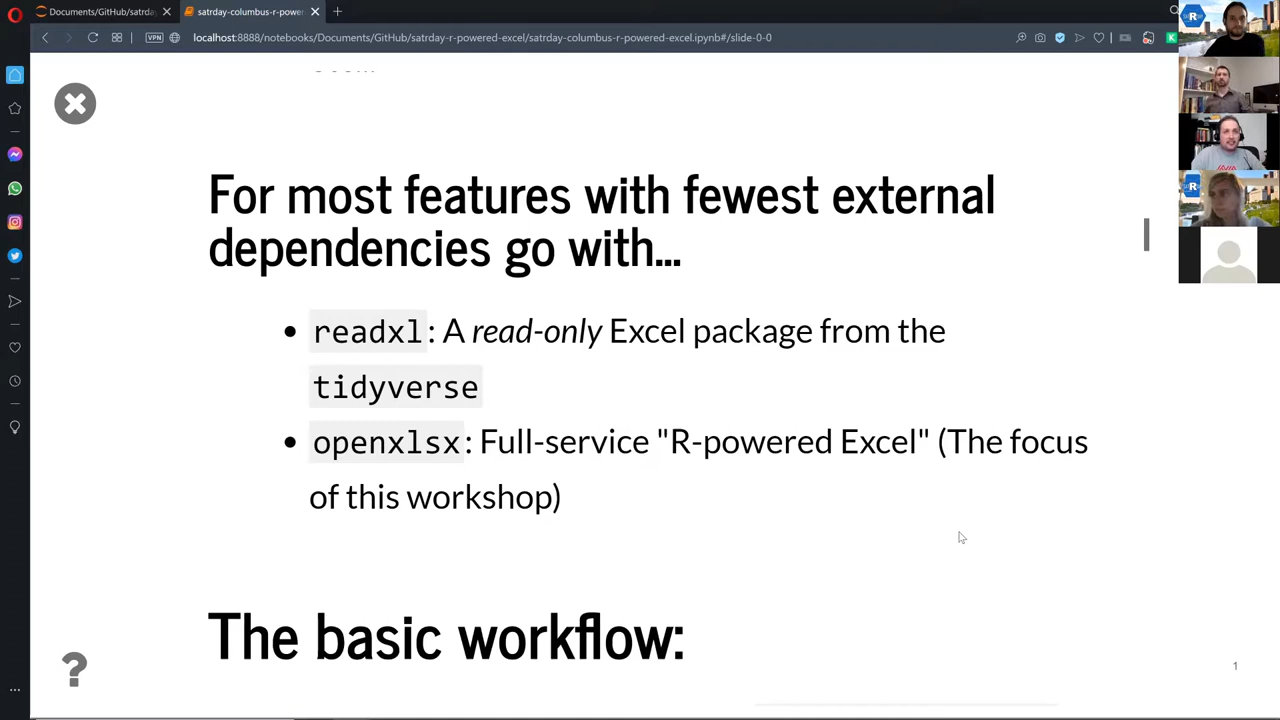 Documents/GitHub/satrday
satrday-columbus-r-power
VPN
localhost:8888/notebooks/Documents/GitHub/satrday-r-powered-excel/satrday-columbus-r-powered-excel.ipynb#/slide-0-0
For most features with fewest external
dependencies go with...
• readxl: A read-only Excel package from the
tidyverse
• openxlsx: Full-service "R-powered Excel" (The focus
of this workshop)
The basic workflow:
?
1
R
R